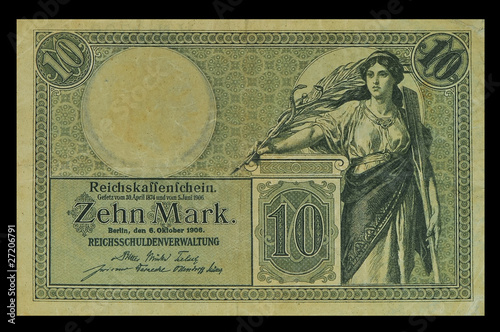 10
10
Reichskassenschein.
Gesetz vom 30. April 1874 und vom 5. Juni 1906.
Zehn Mark.
Berlin, den 6. Oktober 1906.
REICHSSCHULDENVERWALTUNG
10
27206791